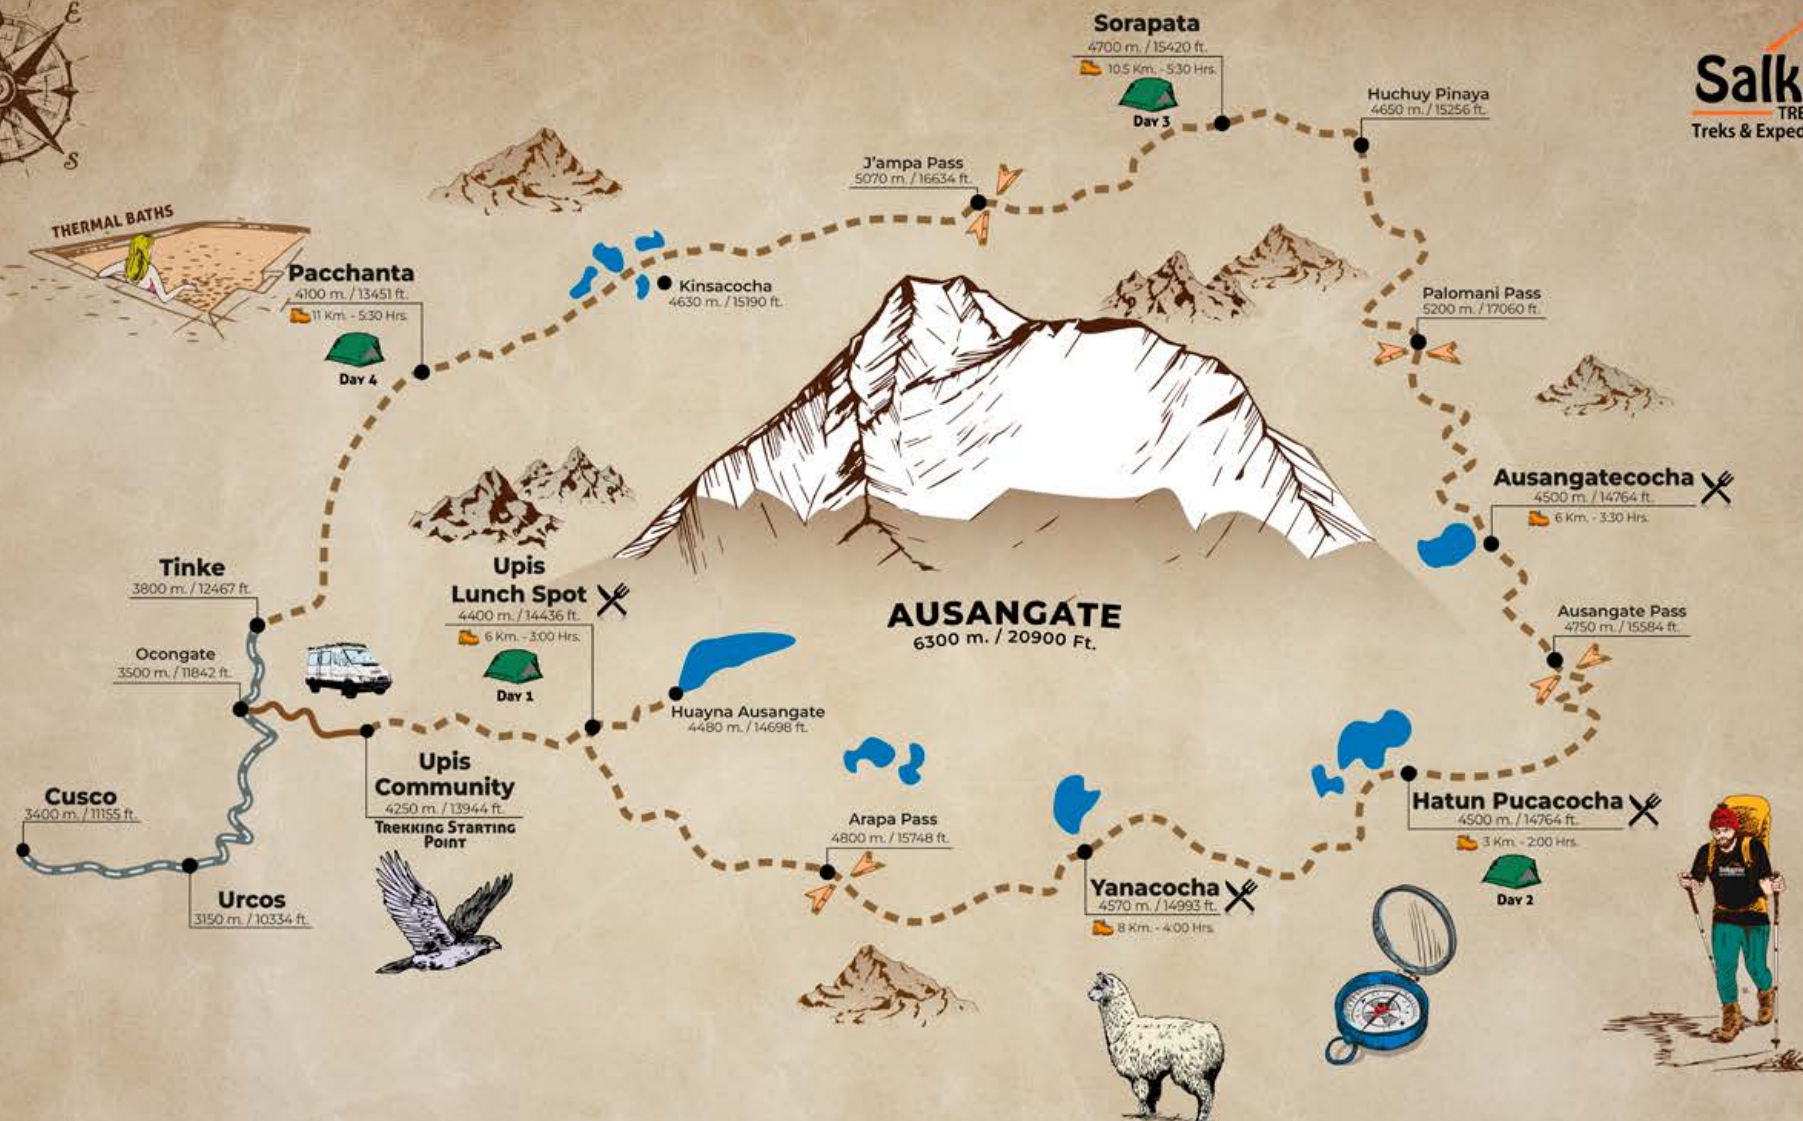 E
S
THERMAL BATHS
Sorapata
4700 m. / 15420 ft.
10.5 Km. - 5:30 Hrs.
Day 3
Huchuy Pinaya
4650 m. / 15256 ft.
Salk
TRE
Treks & Exped
J'ampa Pass
5070 m. / 16634 ft.
Pacchanta
4100 m. / 13451 ft.
11 Km. - 5:30 Hrs.
Day 4
Kinsacocha
4630 m. / 15190 ft.
Palomani Pass
5200 m. / 17060 ft.
Ausangatecocha
4500 m. / 14764 ft.
6 Km. - 3:30 Hrs.
Tinke
3800 m. / 12467 ft.
Upis
Lunch Spot
4400 m. / 14436 ft.
6 Km. - 3:00 Hrs.
Day 1
AUSANGATE
6300 m. / 20900 Ft.
Ausangate Pass
4750 m. / 15584 ft.
Ocongate
3500 m. / 11842 ft.
Huayna Ausangate
4480 m. / 14698 ft.
Upis
Community
4250 m. / 13944 ft.
TREKKING STARTING
POINT
Cusco
3400 m. / 11155 ft.
Arapa Pass
4800 m. / 15748 ft.
Hatun Pucacocha
4500 m. / 14764 ft.
3 Km. - 2:00 Hrs.
Day 2
Yanacocha
4570 m. / 14993 ft.
8 Km. - 4:00 Hrs.
Urcos
3150 m. / 10334 ft.